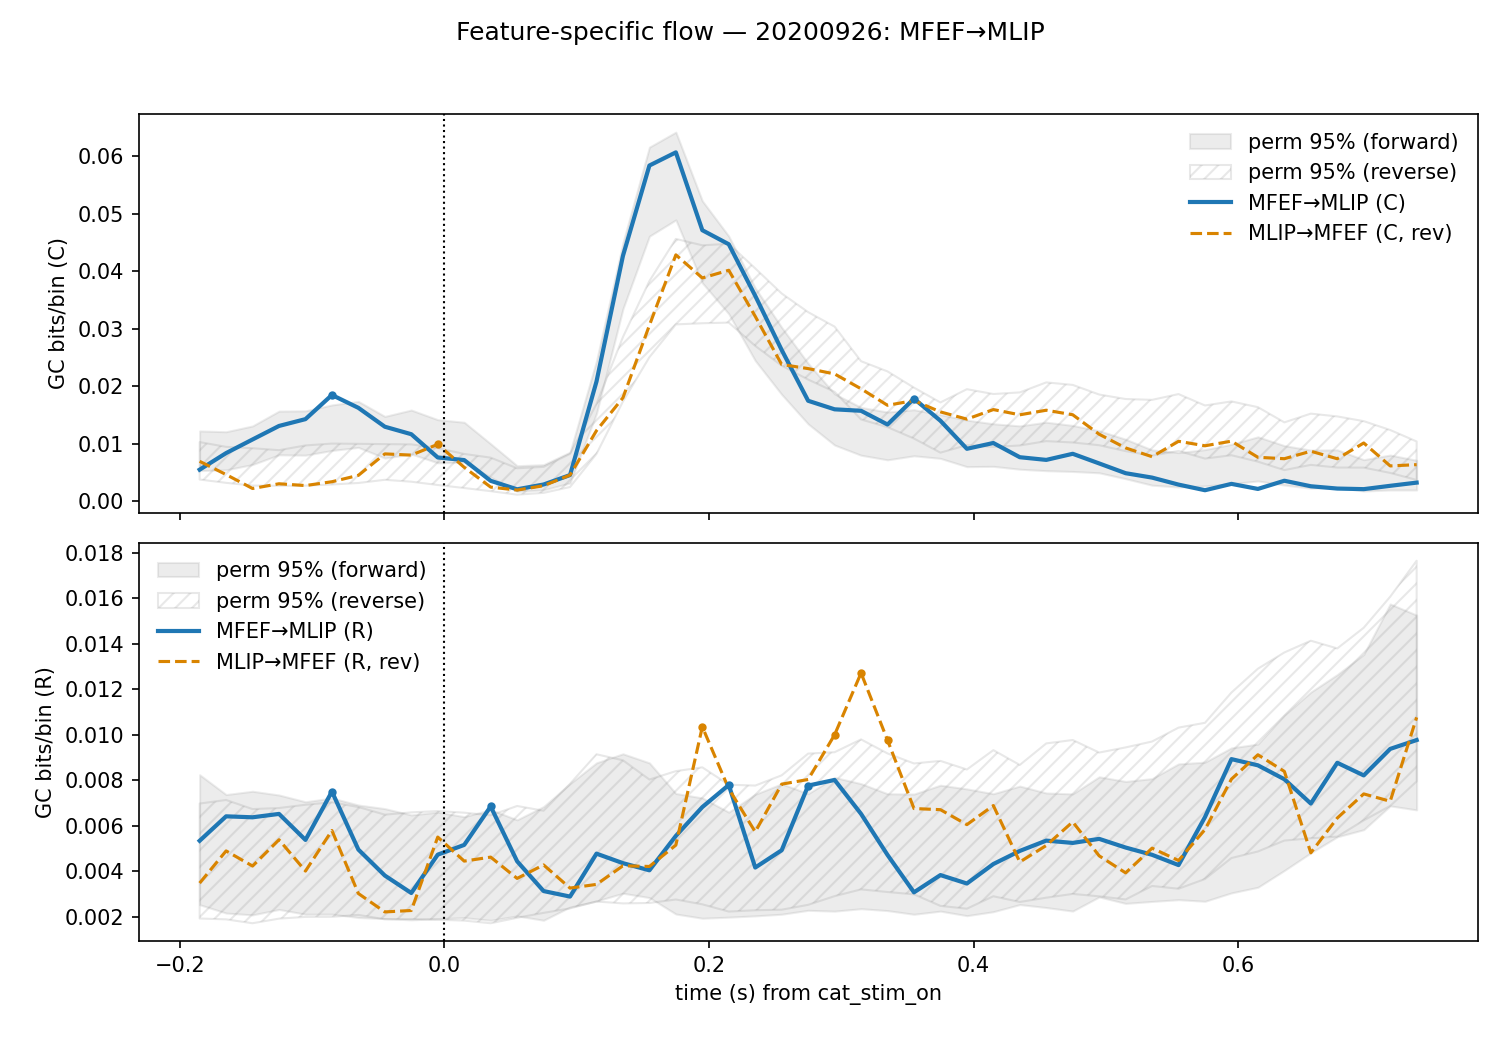 Feature-specific flow — 20200926: MFEF→MLIP
GC bits/bin (C)
0.06
0.05
0.04
0.03
0.02
0.01
0.00
perm 95% (forward)
perm 95% (reverse)
MFEF→MLIP (C)
MLIP→MFEF (C, rev)
GC bits/bin (R)
0.018
0.016
0.014
0.012
0.010
0.008
0.006
0.004
0.002
perm 95% (forward)
perm 95% (reverse)
MFEF→MLIP (R)
MLIP→MFEF (R, rev)
−0.2 0.0 0.2 0.4 0.6
time (s) from cat_stim_on